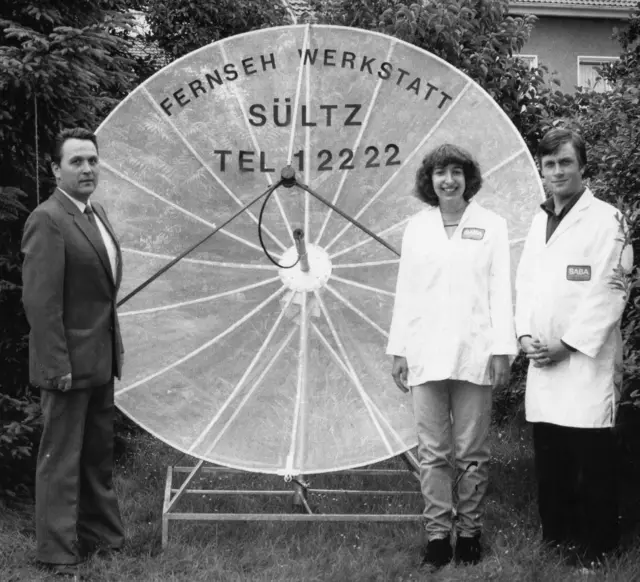 FERNSEH WERKSTATT
SÜLTZ
TEL 12222
SABA